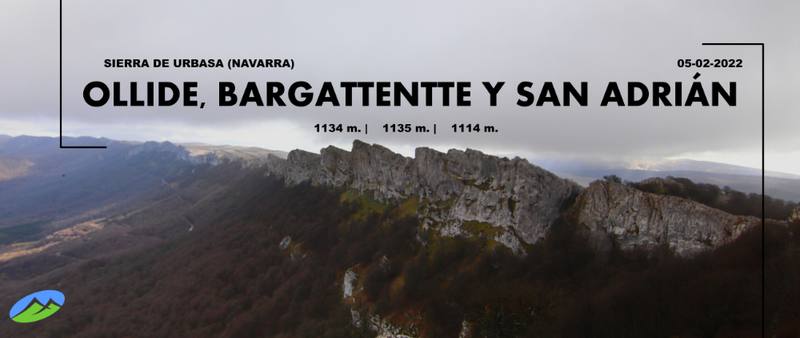 SIERRA DE URBASA (NAVARRA)
05-02-2022
OLLIDE, BARGATTENTTE Y SAN ADRIÁN
1134 m. | 1135 m. | 1114 m.